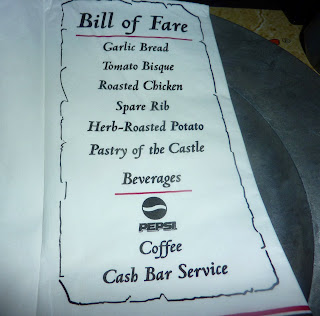 Bill of Fare
Garlic Bread
Tomato Bisque
Roasted Chicken
Spare Rib
Herb-Roasted Potato
Pastry of the Castle
Beverages
PEPSI
Coffee
Cash Bar Service